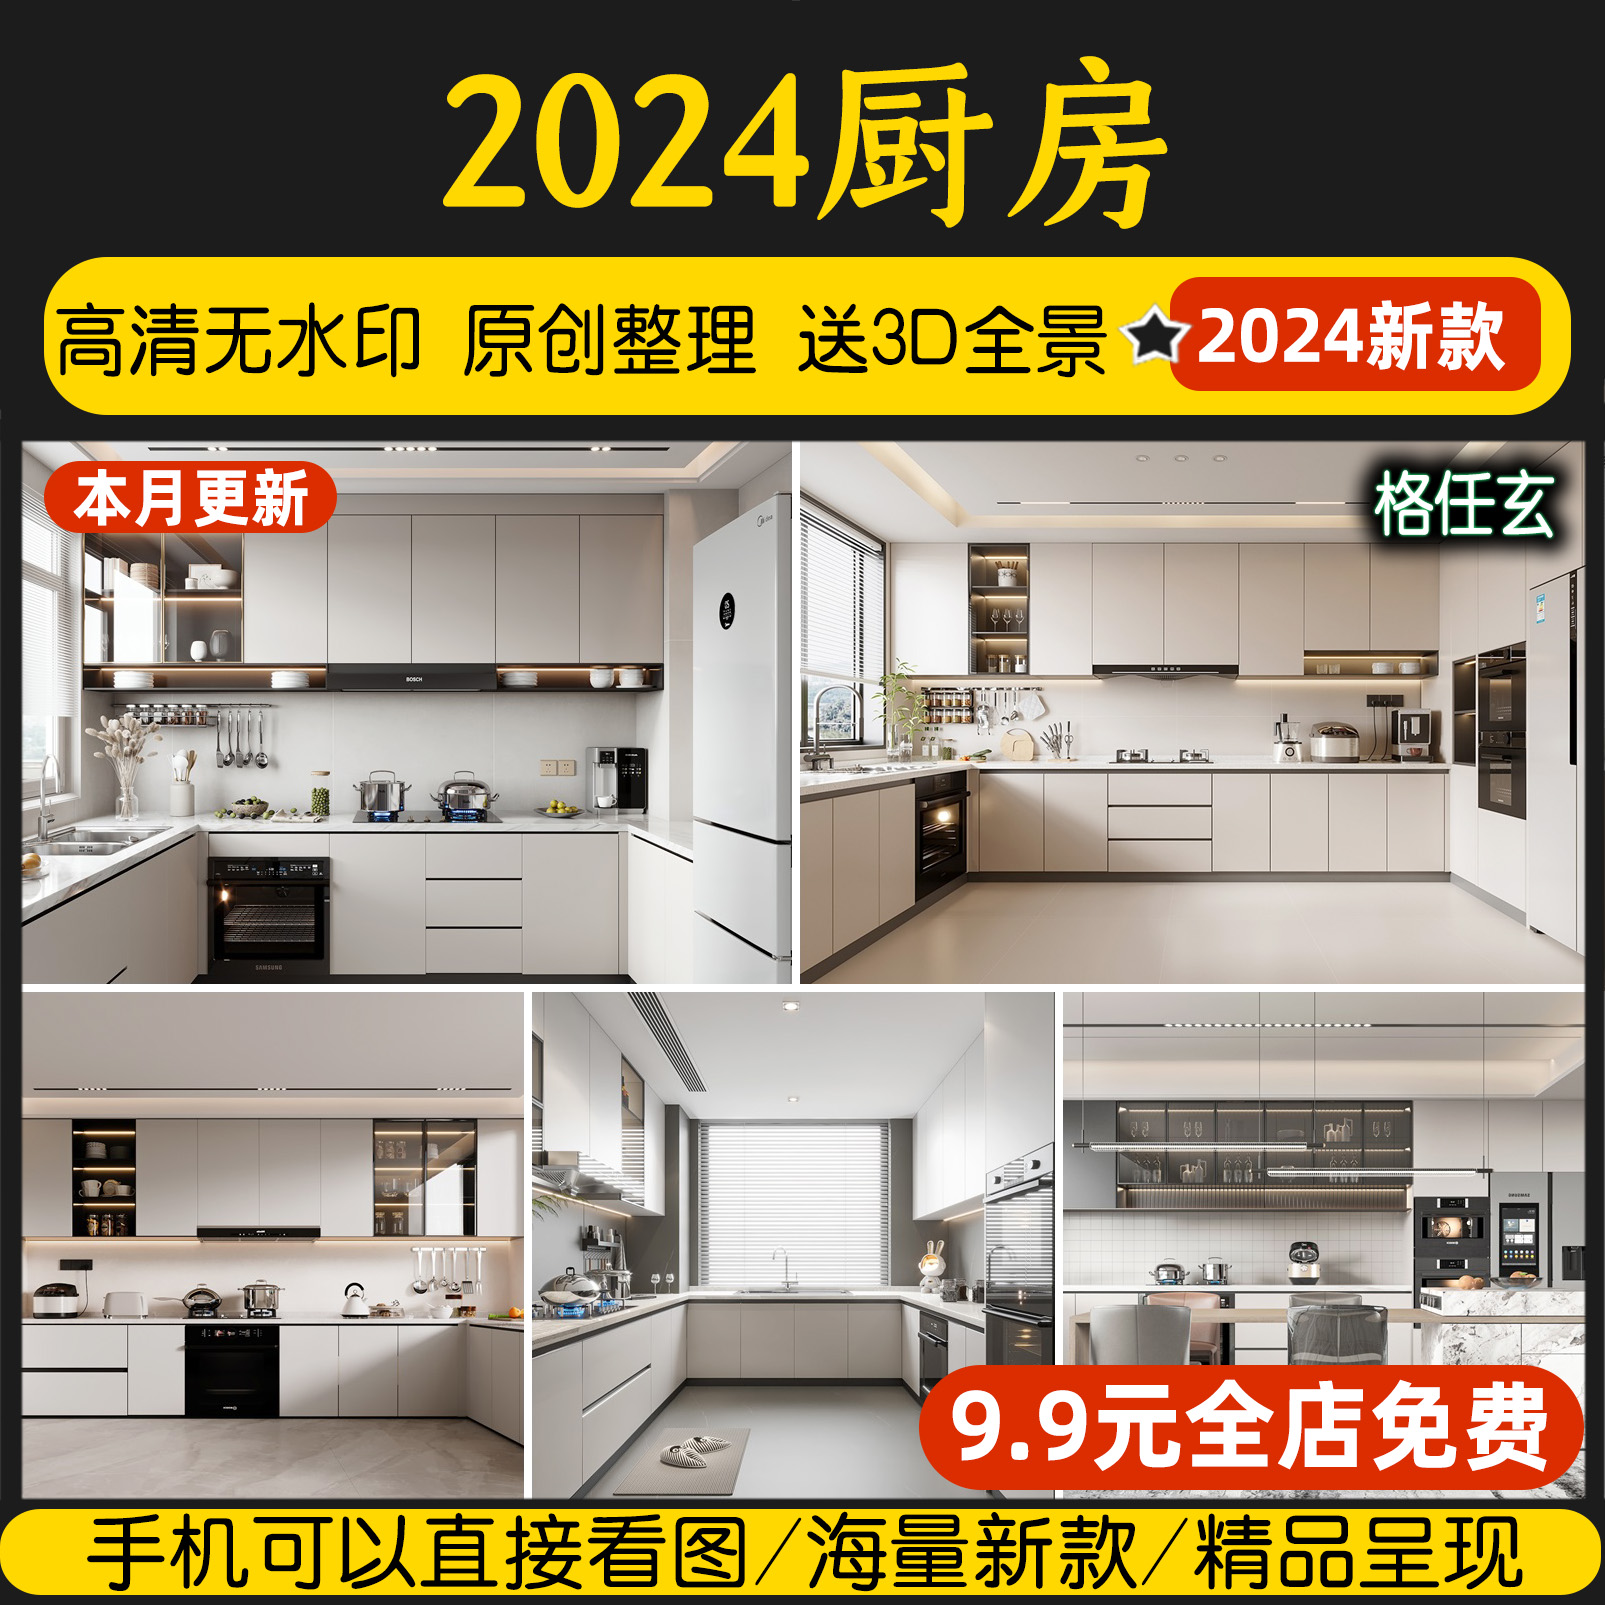 2024厨房
高清无水印 原创整理 送3D全景
2024新款
本月更新
格任玄
BOSCH
SAMSUNG
9.9元全店免费
手机可以直接看图/海量新款/精品呈现